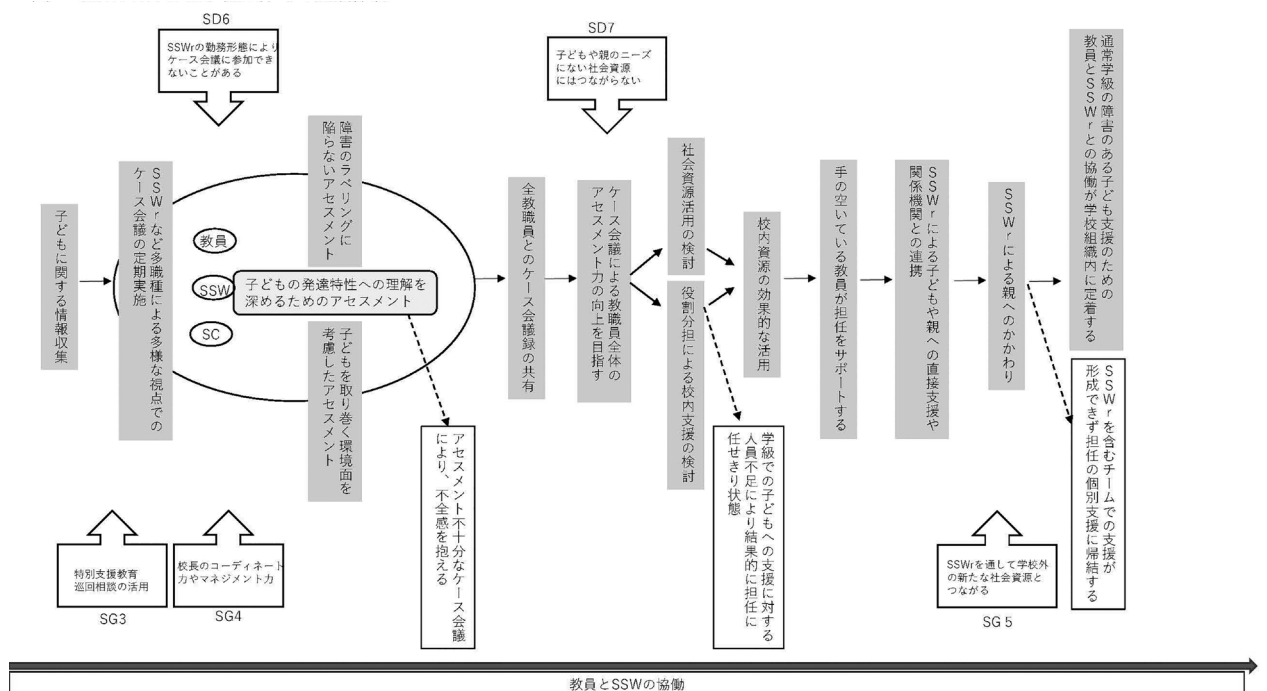 SD6
SSWrの勤務形態により
ケース会議に参加でき
ないことがある
SD7
子どもや親のニーズ
にない社会資源
にはつながらない
子どもに関する情報収集
SSWrなど多職種による多様な視点での
ケース会議の定期実施
教員
SSW
SC
障害のラベリングに
陥らないアセスメント
子どもの発達特性への理解を
深めるためのアセスメント
子どもを取り巻く環境面を
考慮したアセスメント
アセスメント不十分なケース会議
により、不全感を抱える
全教職員とのケース会議録の共有
ケース会議による教職員全体の
アセスメント力の向上を目指す
社会資源活用の検討
役割分担による校内支援の検討
学級での子どもへの支援に対する
人員不足により結果的に担任に
任せきり状態
校内資源の効果的な活用
手の空いている教員が担任をサポートする
SSWrによる子どもや親への直接支援や
関係機関との連携
SSWrによる親へのかかわり
通常学級の障害のある子ども支援のための
教員とSSWrとの協働が学校組織内に定着する
SSWrを含むチームでの支援が
形成できず担任の個別支援に帰結する
特別支援教育
巡回相談の活用
SG3
校長のコーディネート
力やマネジメント力
SG4
SSWrを通して学校外
の新たな社会資源と
つながる
SG5
教員とSSWの協働